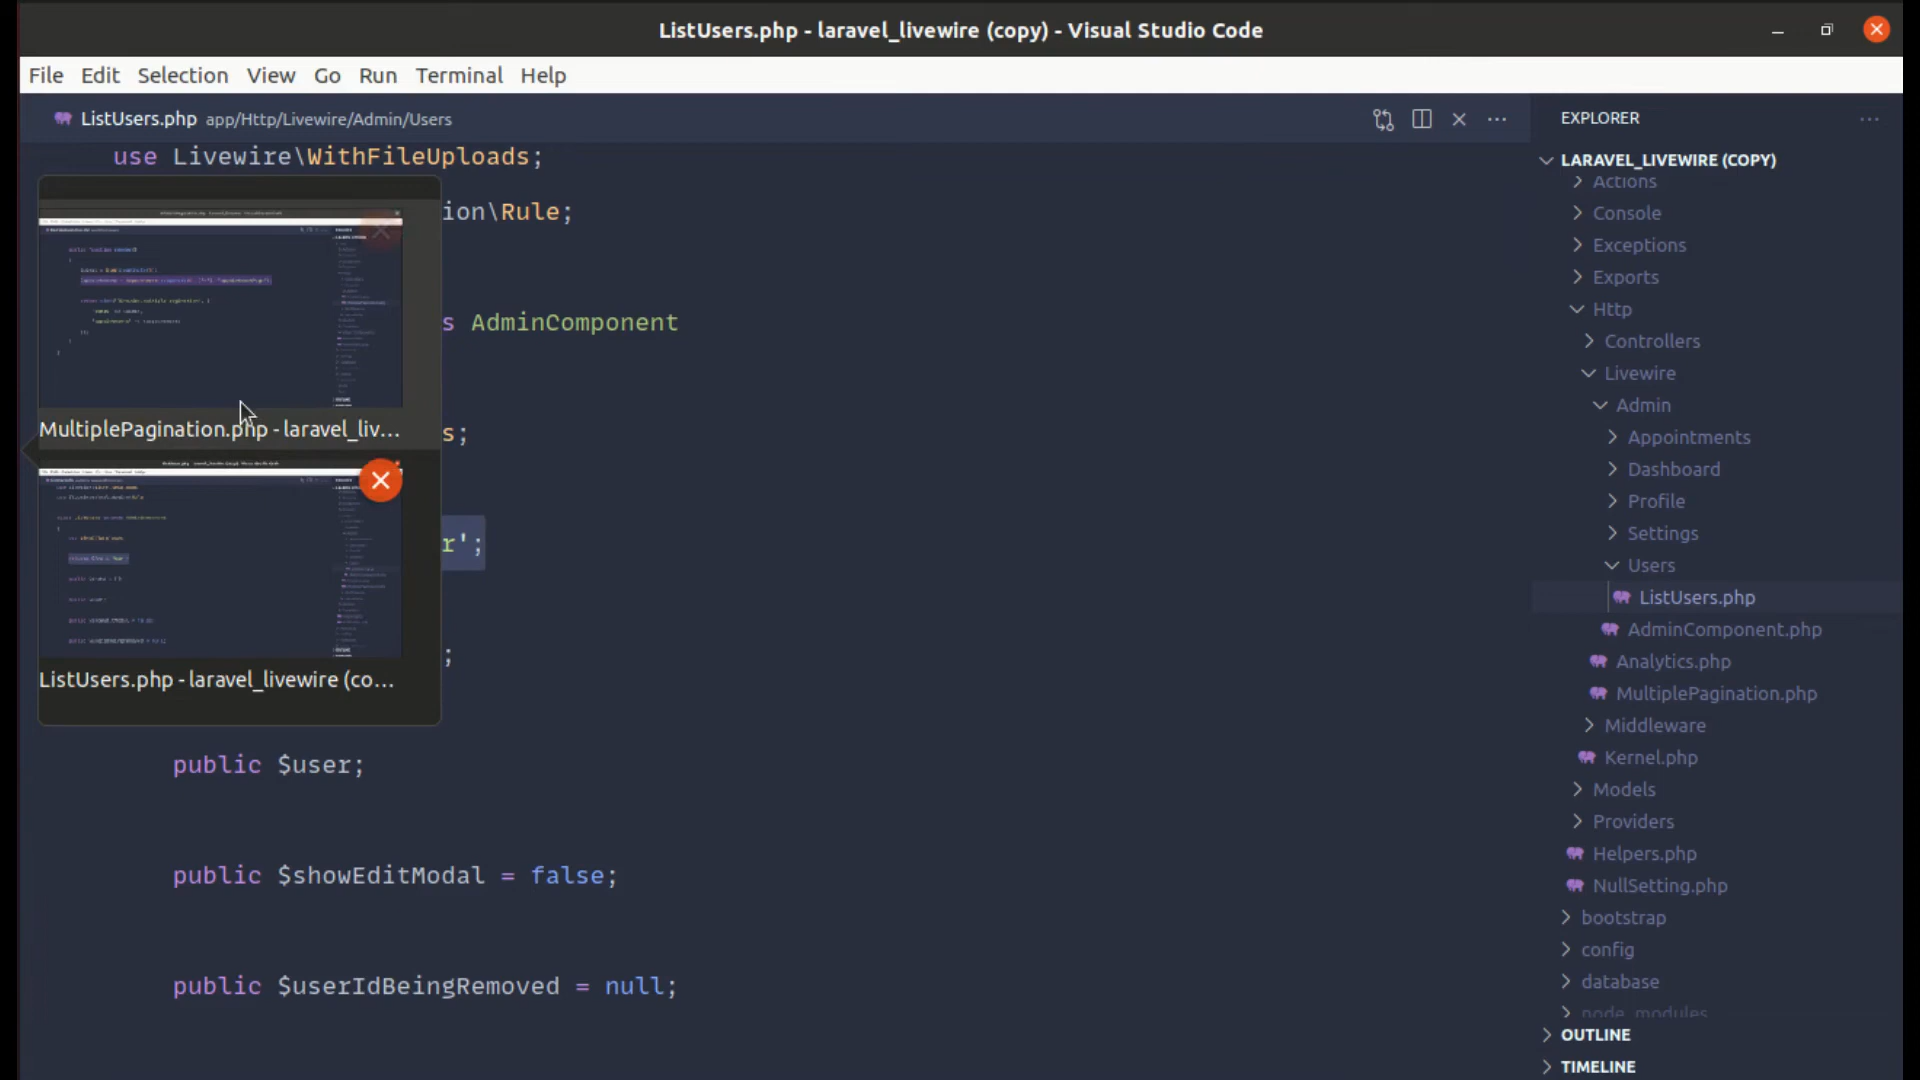 ListUsers.php - laravel_livewire (copy) - Visual Studio Code
File Edit Selection View Go Run Terminal Help
ListUsers.php app/Http/Livewire/Admin/Users
use Livewire\WithFileUploads;
ion\Rule;
s AdminComponent
s;
r';
;
public $user;
public $showEditModal = false;
public $userIdBeingRemoved = null;
MultiplePagination.php - laravel_liv...
ListUsers.php - laravel_livewire (co...
EXPLORER
LARAVEL_LIVEWIRE (COPY)
Actions
Console
Exceptions
Exports
Http
Controllers
Livewire
Admin
Appointments
Dashboard
Profile
Settings
Users
ListUsers.php
AdminComponent.php
Analytics.php
MultiplePagination.php
Middleware
Kernel.php
Models
Providers
Helpers.php
NullSetting.php
bootstrap
config
database
node_modules
OUTLINE
TIMELINE